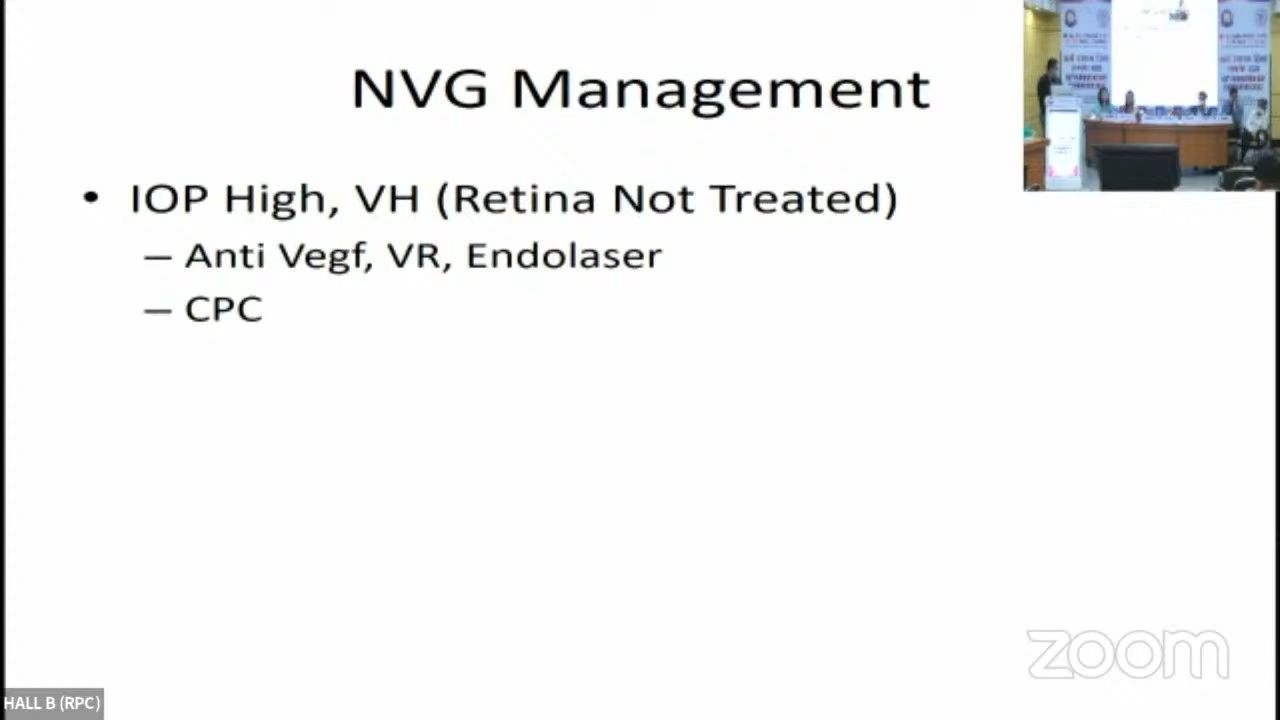 NVG Management
• IOP High, VH (Retina Not Treated)
– Anti Vegf, VR, Endolaser
– CPC
zoom
HALL B (RPC)